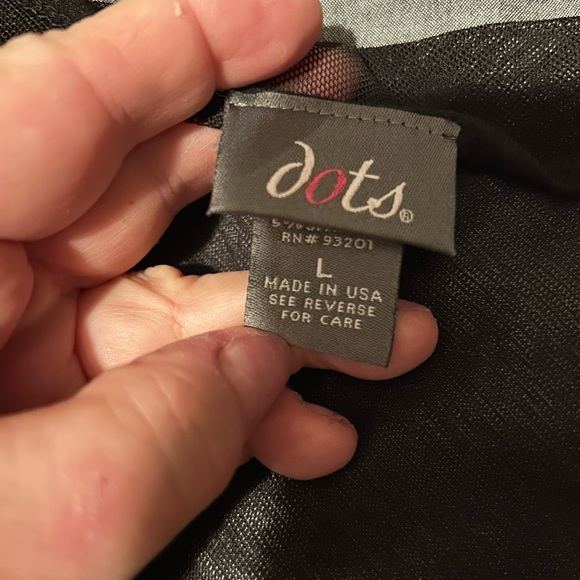 dots®
RN# 93201
L
MADE IN USA
SEE REVERSE
FOR CARE